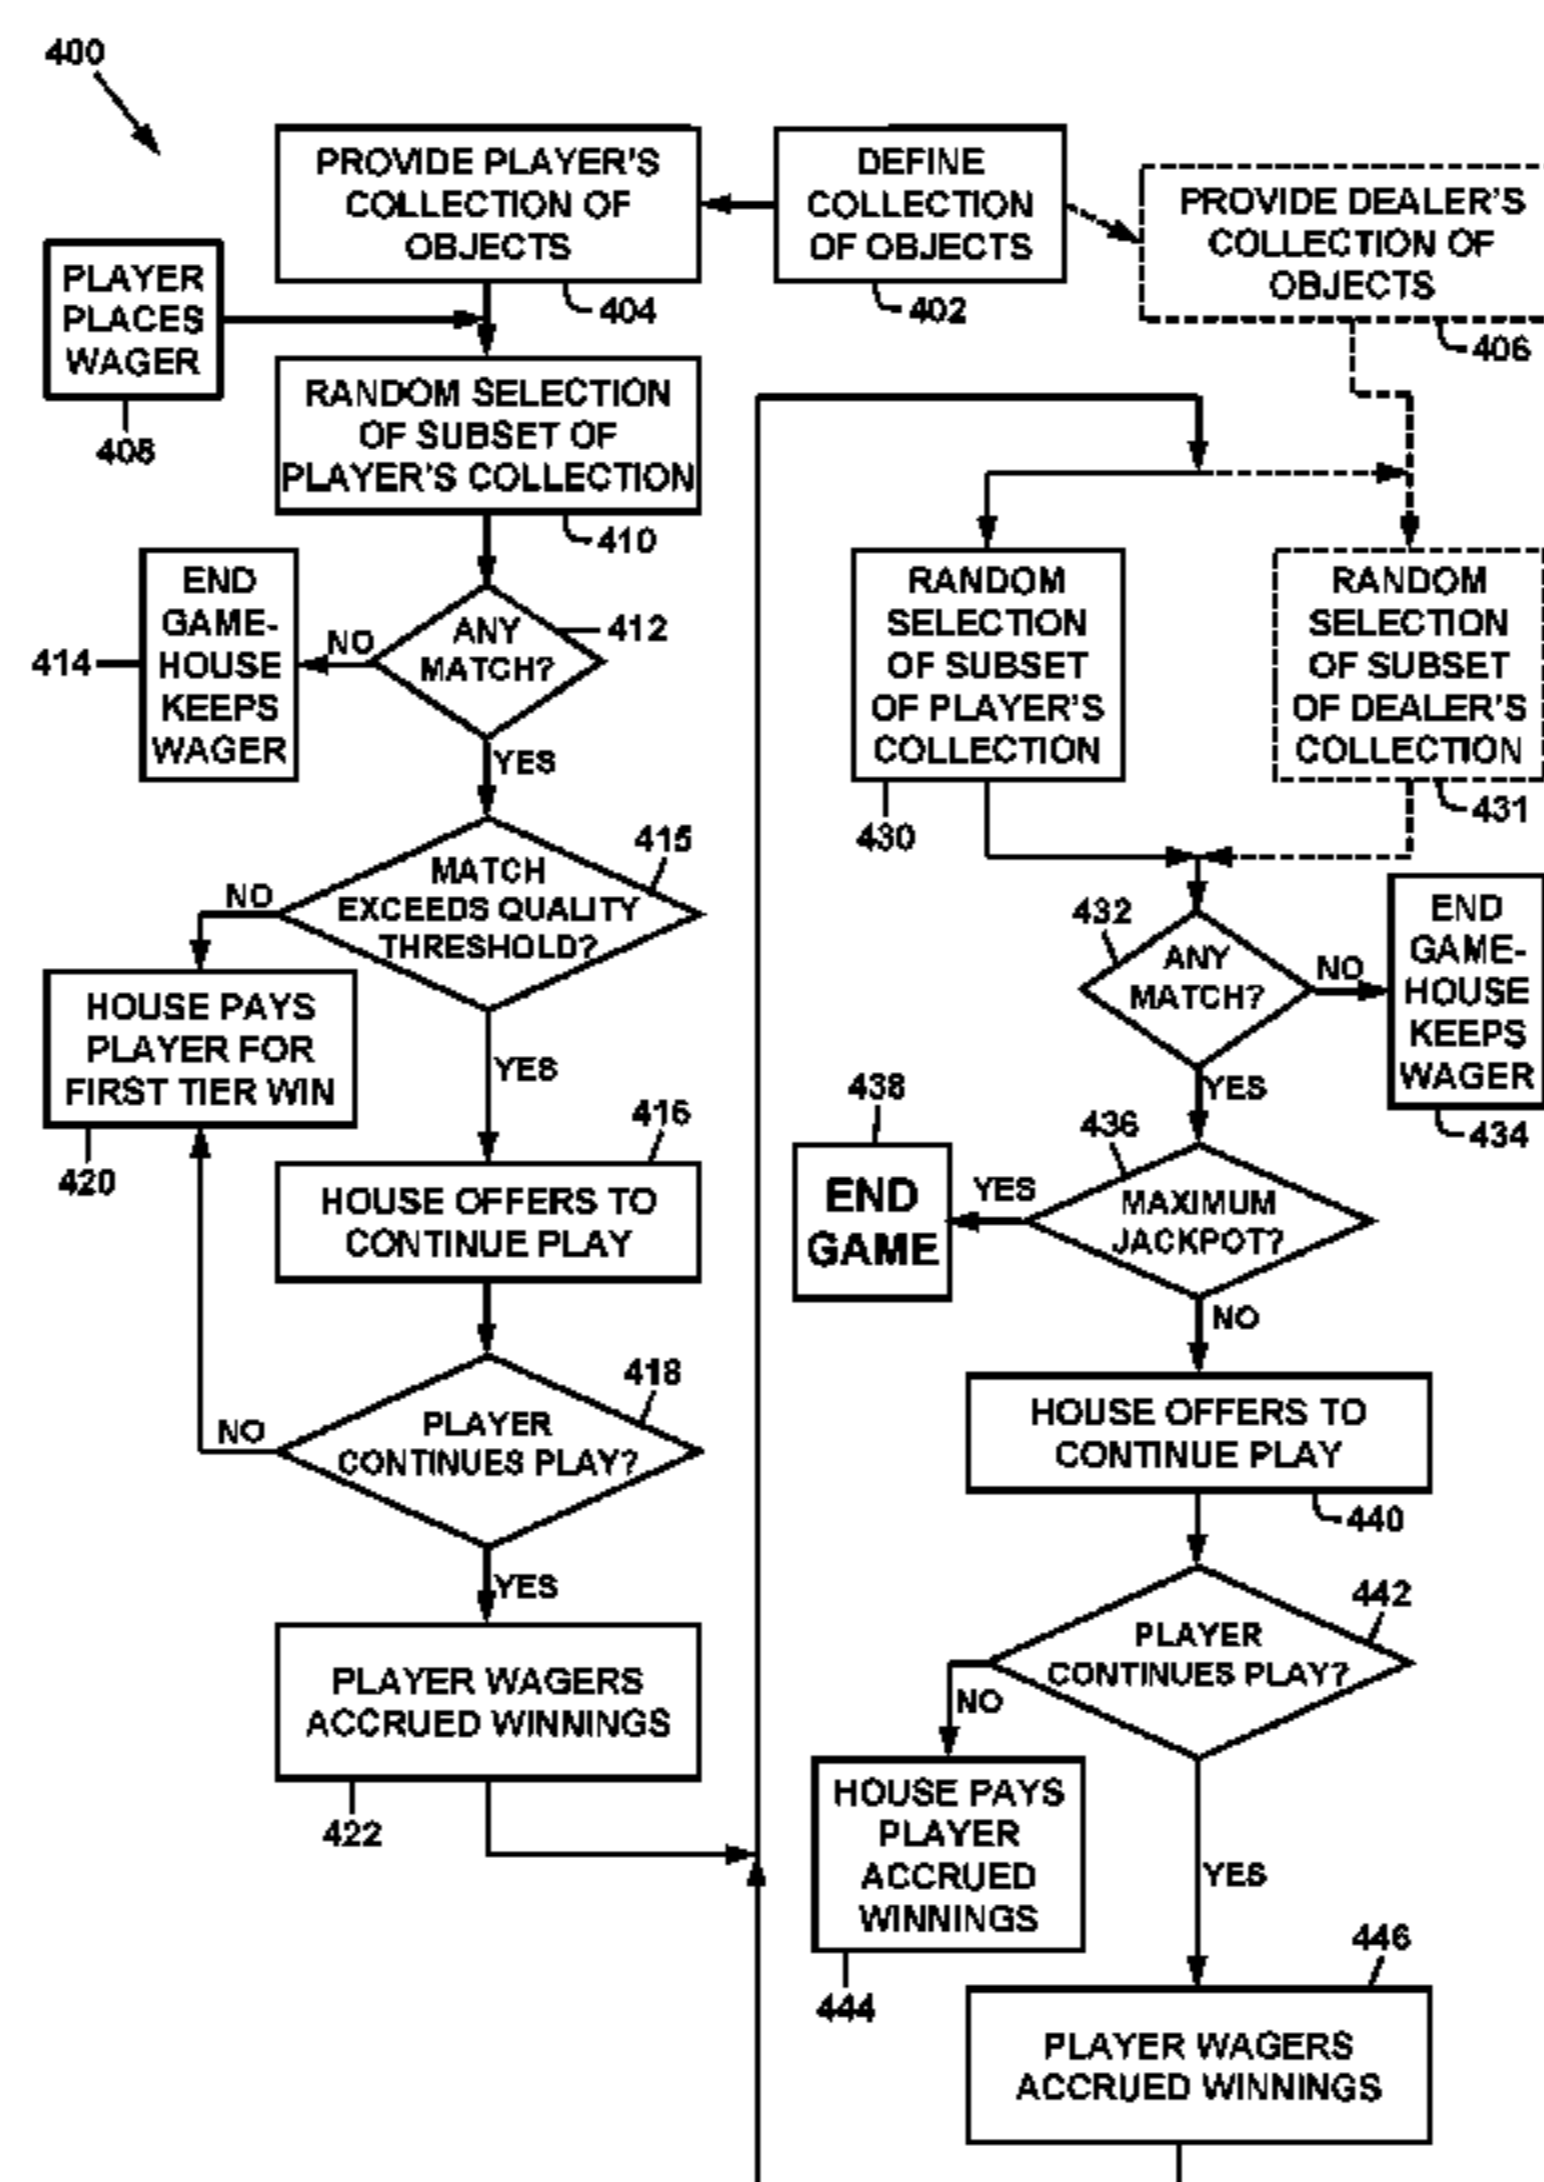 400
PROVIDE PLAYER'S
COLLECTION OF
OBJECTS
404
DEFINE
COLLECTION
OF OBJECTS
402
PROVIDE DEALER'S
COLLECTION OF
OBJECTS
406
PLAYER
PLACES
WAGER
408
RANDOM SELECTION
OF SUBSET OF
PLAYER'S COLLECTION
410
END
GAME-
HOUSE
KEEPS
WAGER
414
NO
ANY
MATCH?
412
YES
MATCH
EXCEEDS QUALITY
THRESHOLD?
415
NO
HOUSE PAYS
PLAYER FOR
FIRST TIER WIN
420
YES
416
HOUSE OFFERS TO
CONTINUE PLAY
418
PLAYER
CONTINUES PLAY?
NO
YES
PLAYER WAGERS
ACCRUED WINNINGS
422
RANDOM
SELECTION
OF SUBSET
OF PLAYER'S
COLLECTION
430
RANDOM
SELECTION
OF SUBSET
OF DEALER'S
COLLECTION
431
432
ANY
MATCH?
NO
END
GAME-
HOUSE
KEEPS
WAGER
434
YES
436
MAXIMUM
JACKPOT?
YES
438
END
GAME
NO
HOUSE OFFERS TO
CONTINUE PLAY
440
442
PLAYER
CONTINUES PLAY?
NO
HOUSE PAYS
PLAYER
ACCRUED
WINNINGS
444
YES
446
PLAYER WAGERS
ACCRUED WINNINGS